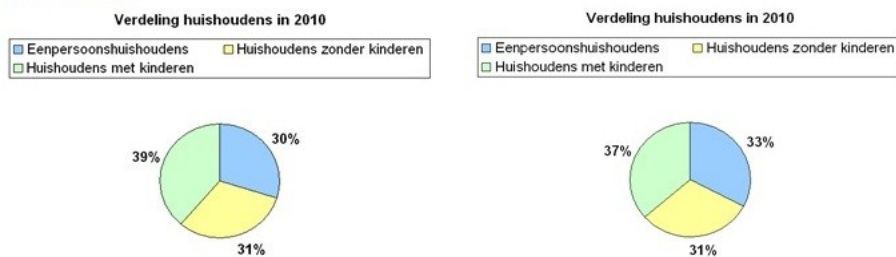 Verdeling huishoudens in 2010
Eenpersoonshuishoudens Huishoudens zonder kinderen
Huishoudens met kinderen
39% 30%
31%
Verdeling huishoudens in 2010
Eenpersoonshuishoudens Huishoudens zonder kinderen
Huishoudens met kinderen
37% 33%
31%